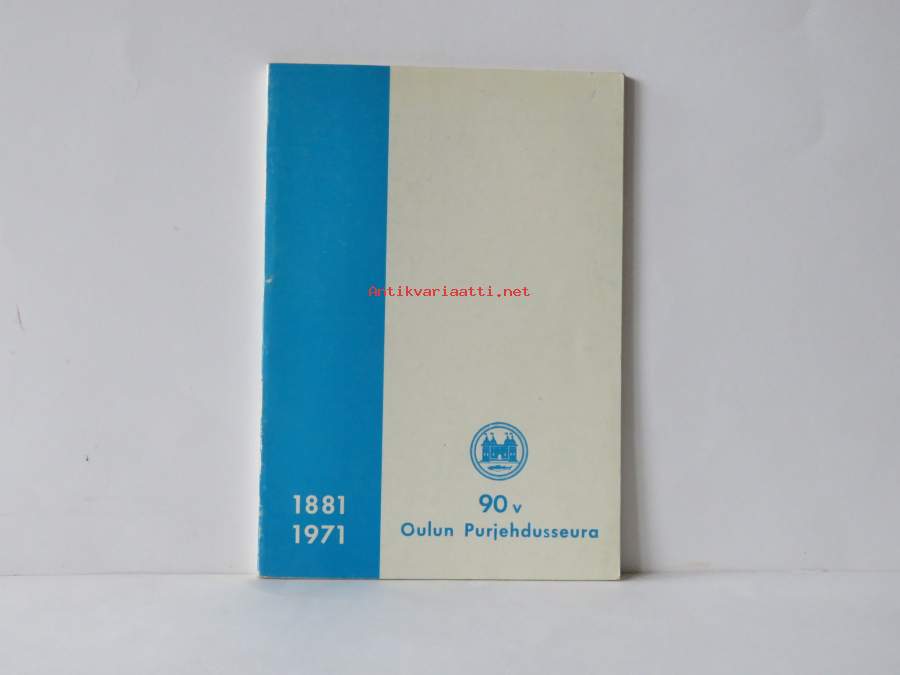 Antikvariaatti.net
1881
1971
90 v
Oulun Purjehdusseura